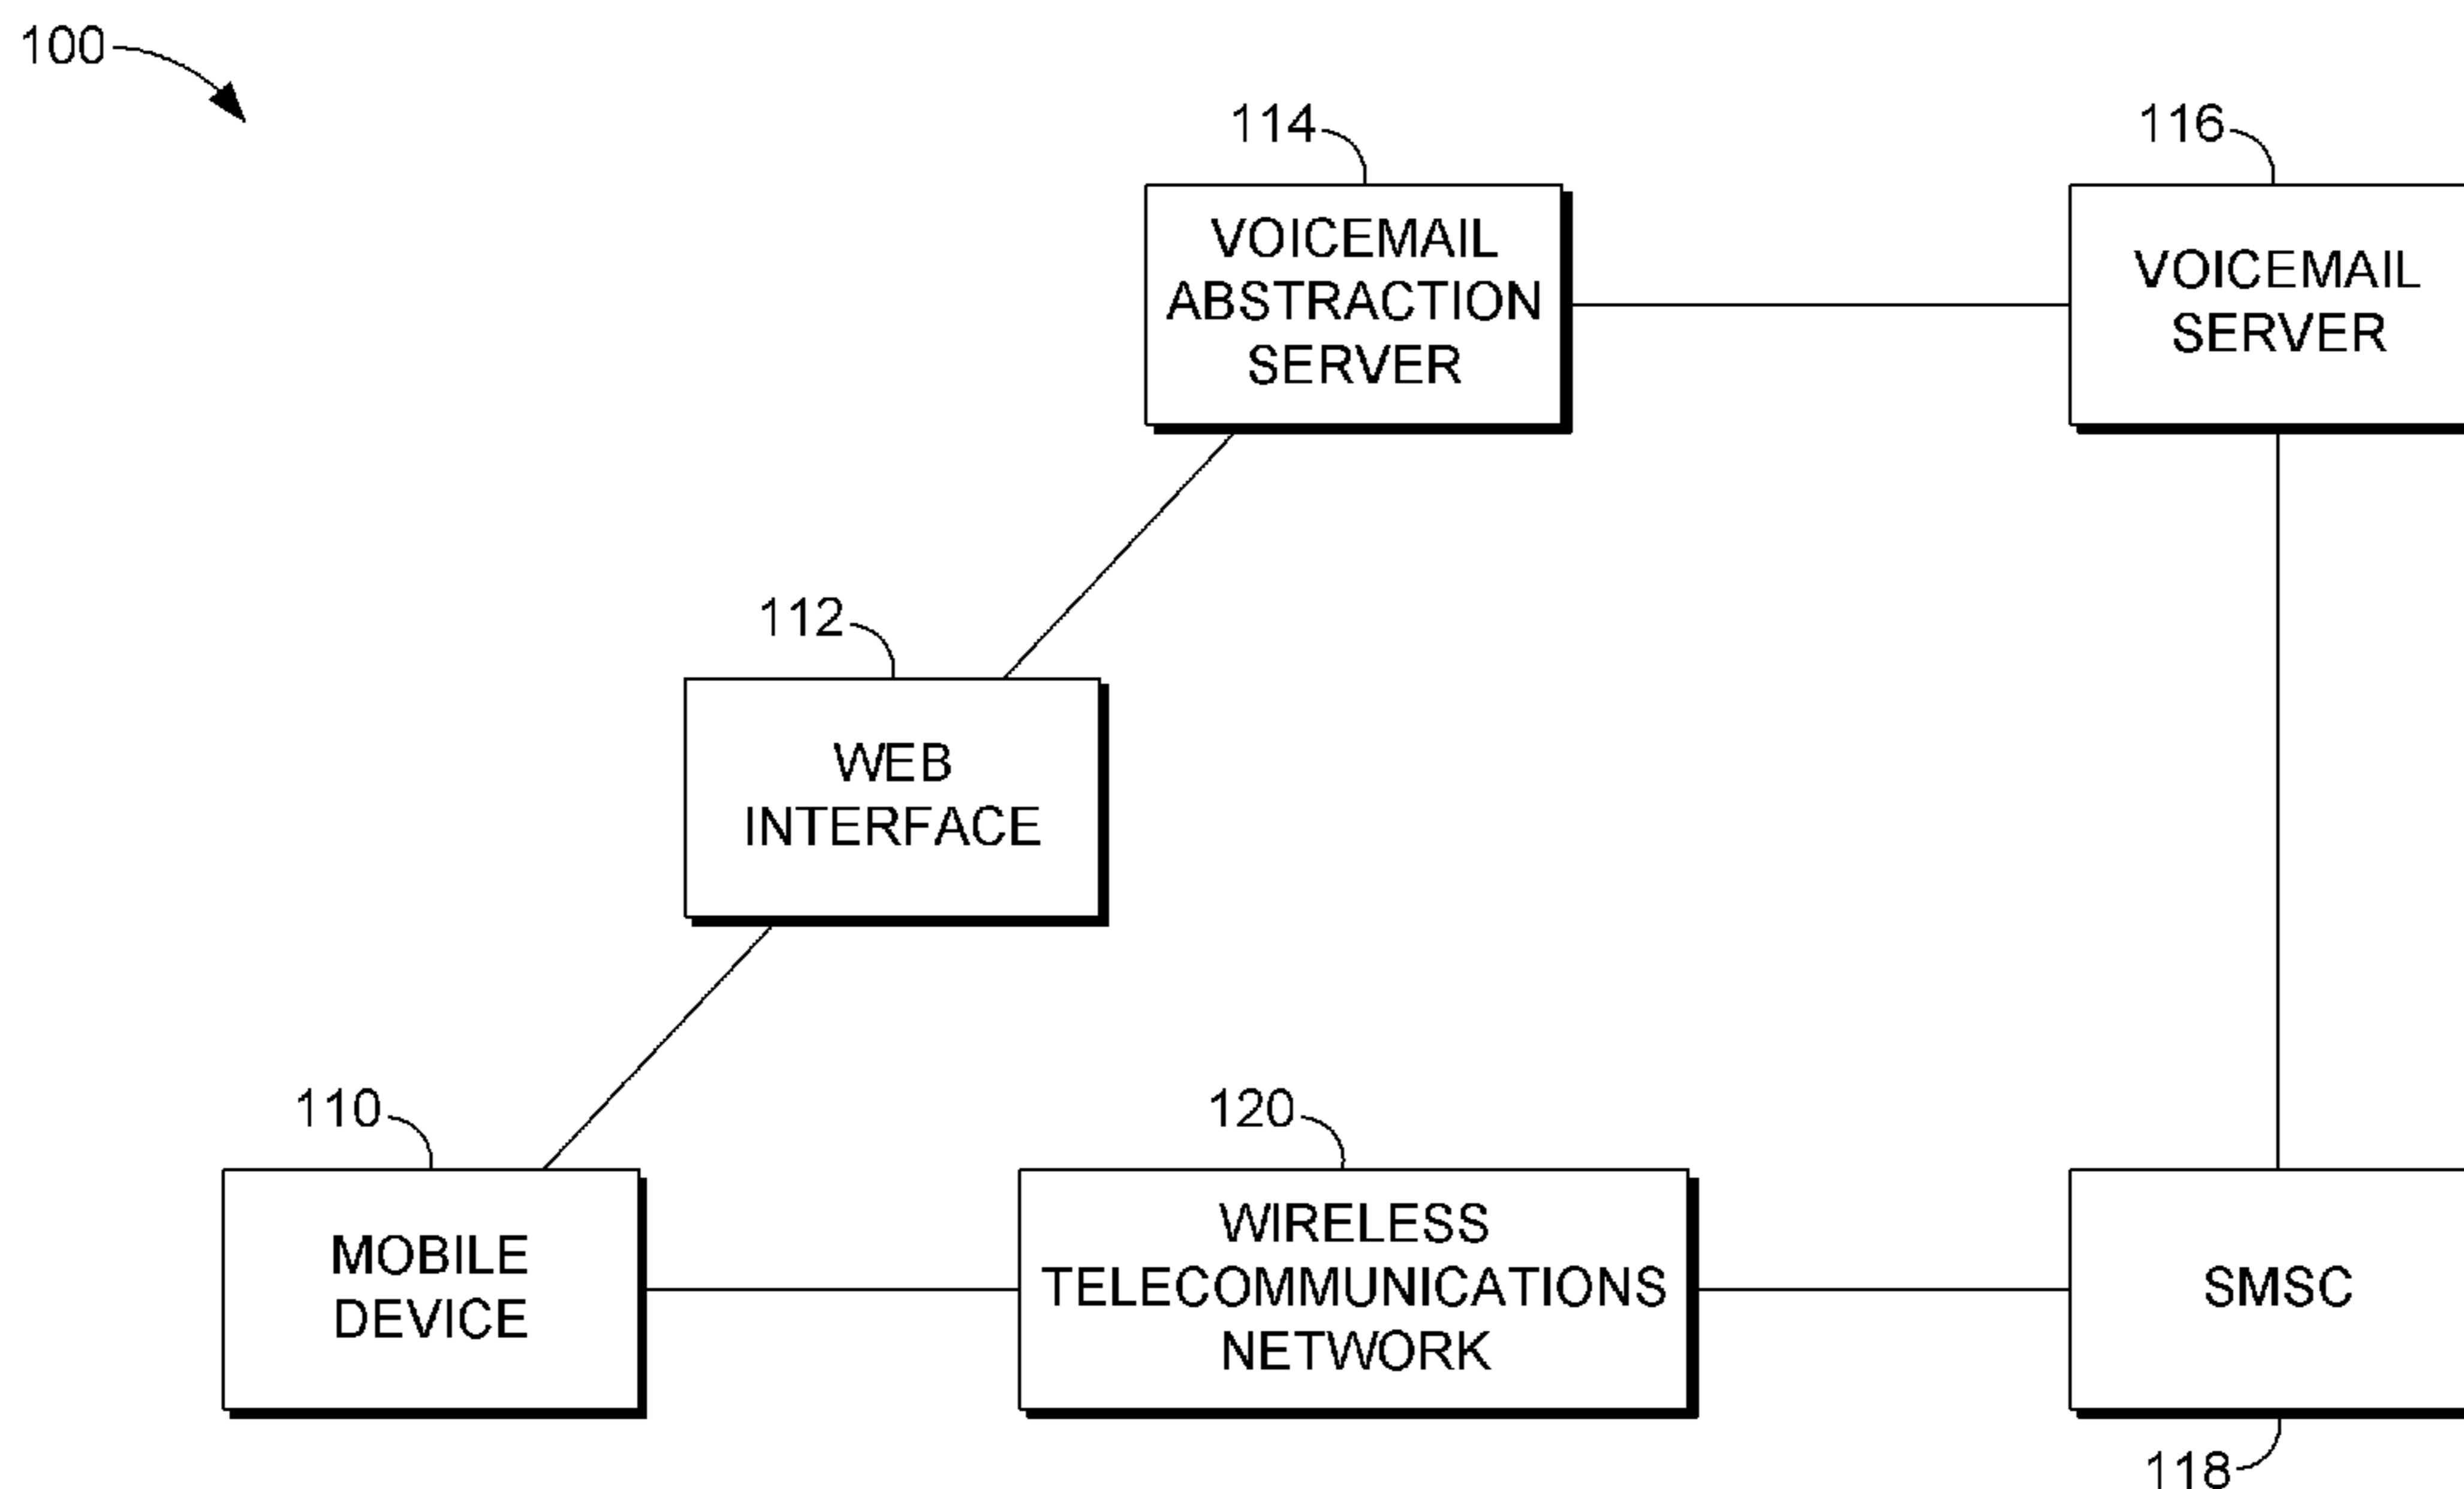 100
114
116
VOICEMAIL
ABSTRACTION
SERVER
VOICEMAIL
SERVER
112
WEB
INTERFACE
110
120
MOBILE
DEVICE
WIRELESS
TELECOMMUNICATIONS
NETWORK
SMSC
118